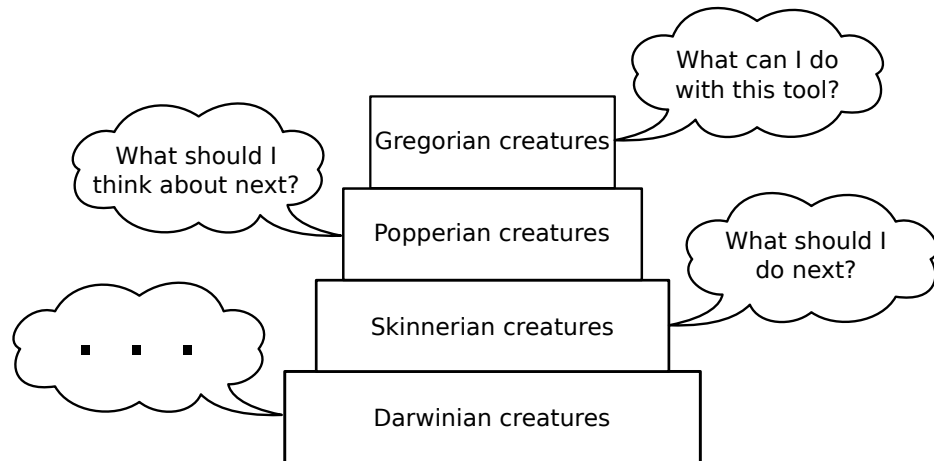 What can I do
with this tool?
Gregorian creatures
What should I
think about next?
Popperian creatures
What should I
do next?
Skinnerian creatures
. . .
Darwinian creatures